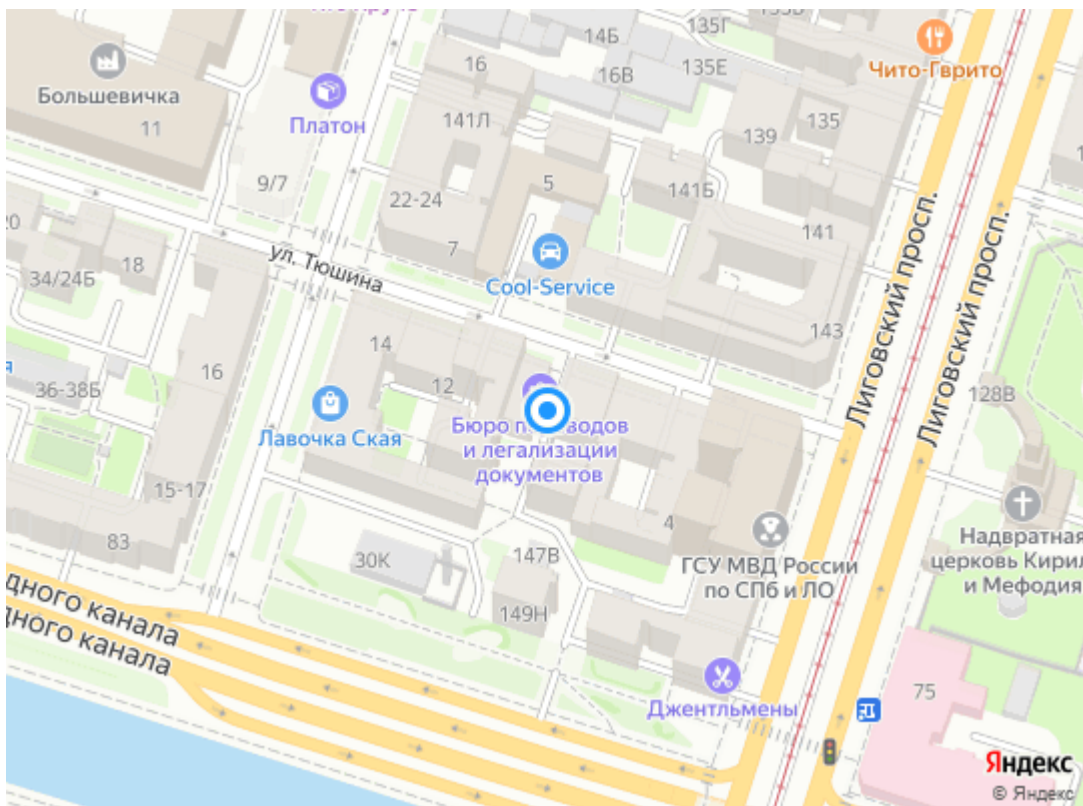 14Б
135Г
Чито-Гврито
16
16В
135Е
Большевичка
11
Платон
141Л
139
135
9/7
5
22-24
141Б
7
141
Лиговский просп.
Лиговский просп.
20
18
34/24Б
ул. Тюшина
Cool-Service
143
14
12
16
36-38Б
128В
Лавочка Ская
Бюро
и легализации
документов
15-17
83
4
Надвратная
церковь
и Мефодия
30К
147В
149Н
ГСУ МВД России
по СПб и ЛО
дного канала
дного канала
Джентльмены
75
Яндекс
© Яндекс